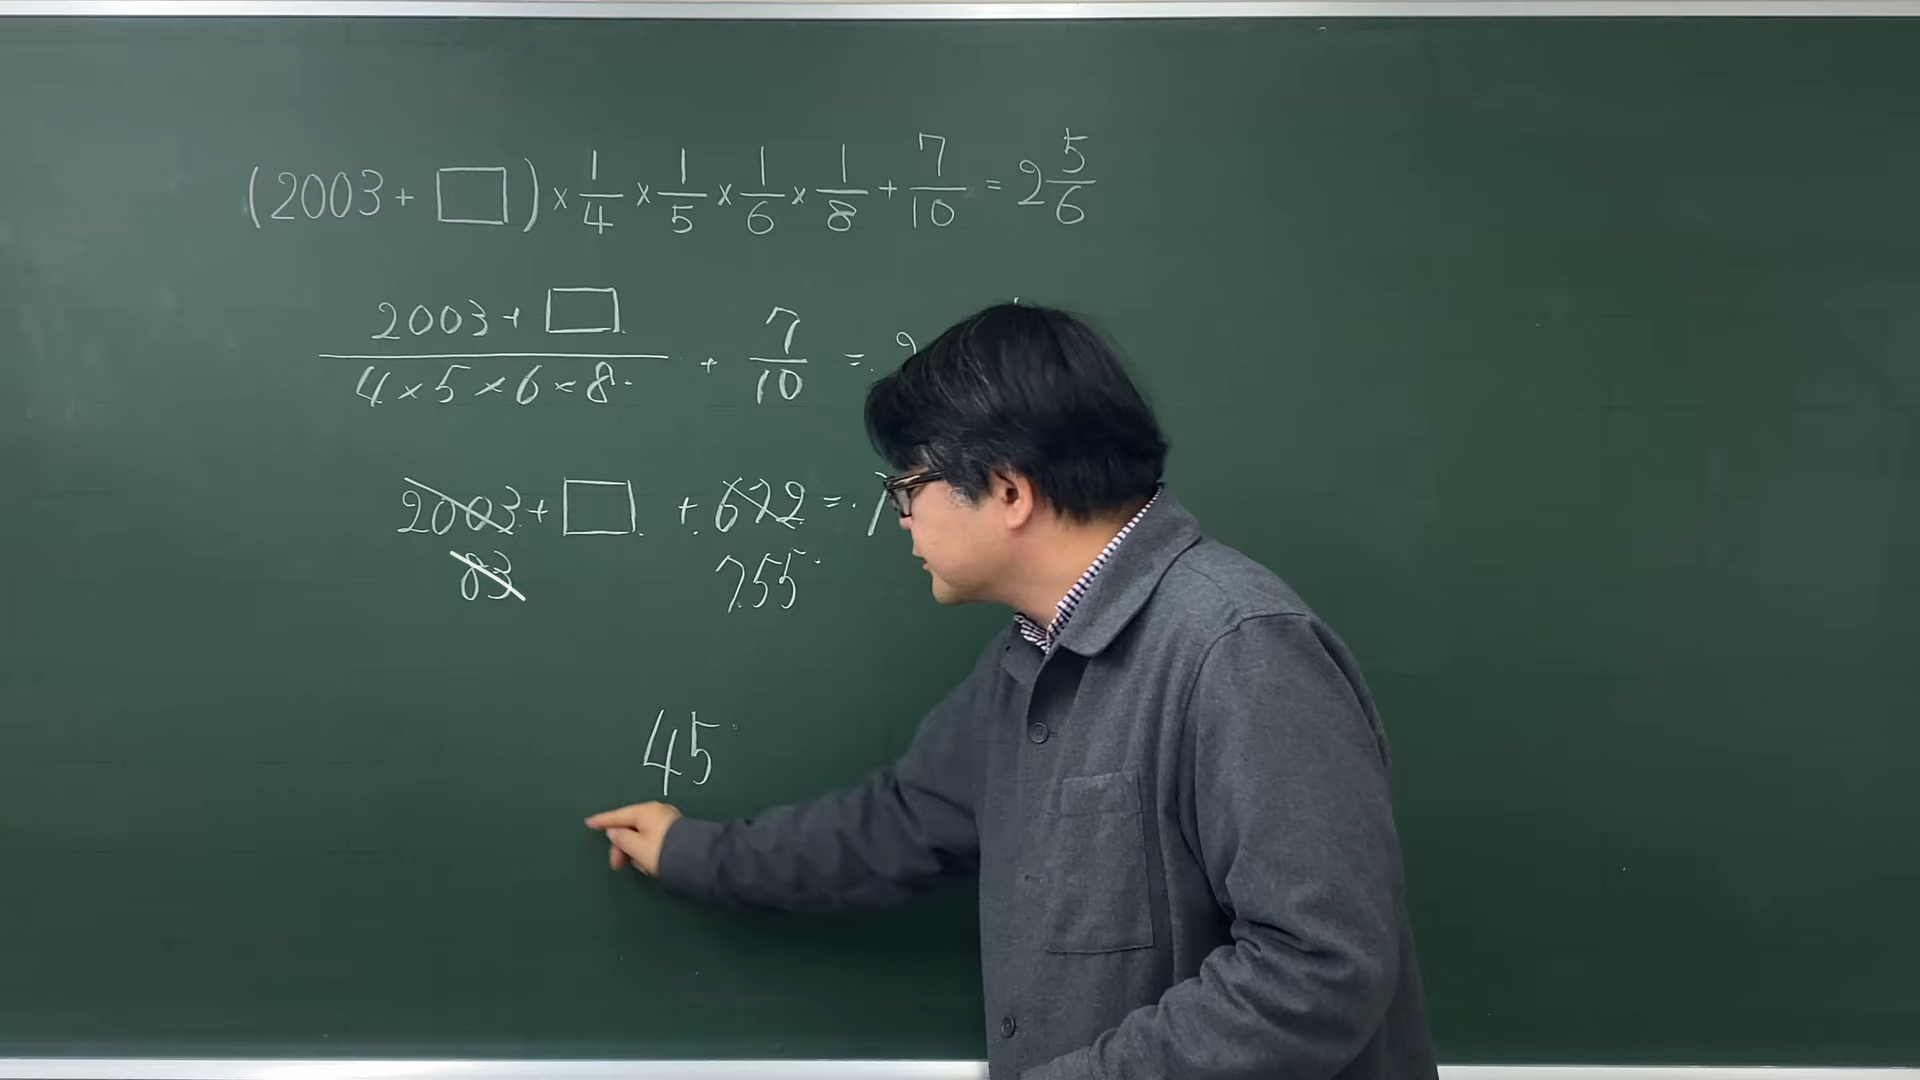 (2003 + □) × 1/4 × 1/5 × 1/6 × 1/8 + 7/10 = 2 5/6
(2003 + □)/(4 × 5 × 6 × 8) + 7/10 =
2003 + □ + 672 =
83 755
45